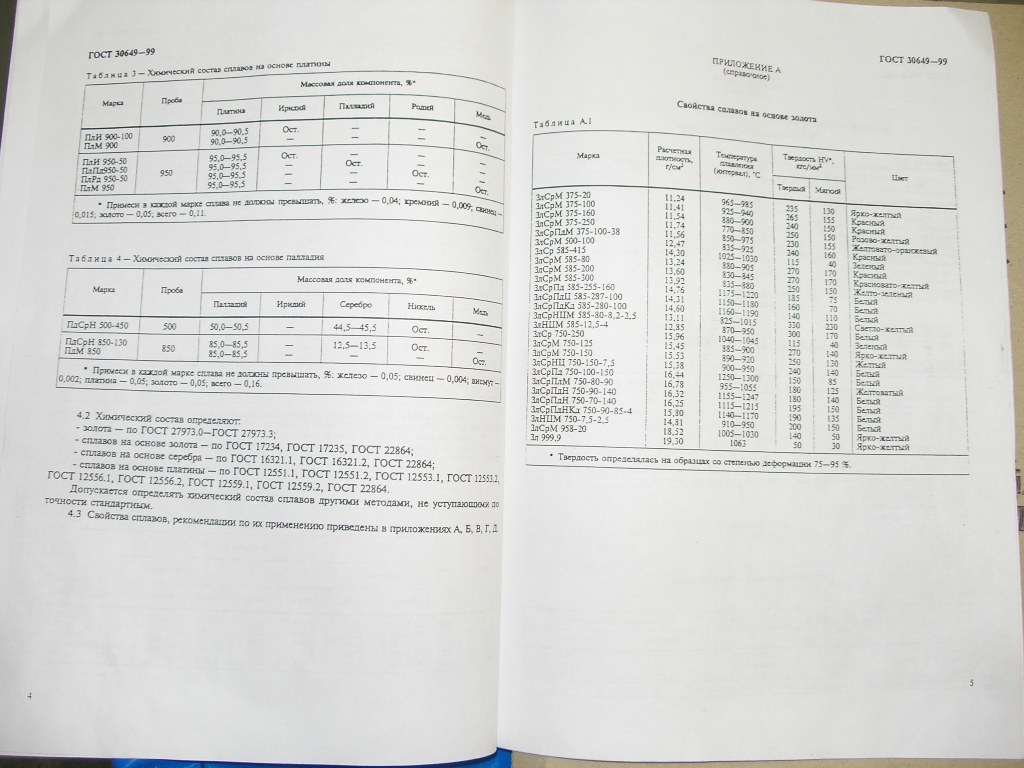 ГОСТ 30649—99
Таблица 3 — Химический состав сплавов на основе платины
Марка Проба Массовая доля компонента, %*
Платина Иридий Палладий Родий Медь
ПлИ 900-100 900 90,0—90,5 Ост. — — —
ПлМ 900 90,0—90,5 — — — Ост.
ПлИ 950-50 950 95,0—95,5 Ост. — — —
ПлПд950-50 95,0—95,5 — Ост. — —
ПлРд 950-50 95,0—95,5 — — Ост. —
ПлМ 950 95,0—95,5 — — — Ост.
* Примеси в каждой марке сплава не должны превышать, %: железо — 0,04; кремний — 0,009; свинец —
0,015; золото — 0,05; всего — 0,11.
Таблица 4 — Химический состав сплавов на основе палладия
Марка Проба Массовая доля компонента, %*
Палладий Иридий Серебро Никель Медь
ПдСрН 500-450 500 50,0—50,5 — 44,5—45,5 Ост. —
ПдСрН 850-130 850 85,0—85,5 — 12,5—13,5 Ост. —
ПдМ 850 85,0—85,5 — — — Ост.
* Примеси в каждой марке сплава не должны превышать, %: железо — 0,05; свинец — 0,004; висмут —
0,002; платина — 0,05; золото — 0,05; всего — 0,16.
4.2 Химический состав определяют:
- золота — по ГОСТ 27973.0—ГОСТ 27973.3;
- сплавов на основе золота — по ГОСТ 17234, ГОСТ 17235, ГОСТ 22864;
- сплавов на основе серебра — по ГОСТ 16321.1, ГОСТ 16321.2, ГОСТ 22864;
- сплавов на основе платины — по ГОСТ 12551.1, ГОСТ 12551.2, ГОСТ 12553.1, ГОСТ 12553.2,
ГОСТ 12556.1, ГОСТ 12556.2, ГОСТ 12559.1, ГОСТ 12559.2, ГОСТ 22864.
Допускается определять химический состав сплавов другими методами, не уступающими по
точности стандартным.
4.3 Свойства сплавов, рекомендации по их применению приведены в приложениях А, Б, В, Г, Д.
4
ГОСТ 30649—99
ПРИЛОЖЕНИЕ А
(справочное)
Свойства сплавов на основе золота
Таблица А.1
Марка Расчетная плотность, г/см³ Температура плавления (интервал), °С Твердость HV*, кгс/мм² Цвет
Твердый Мягкий
ЗлСрМ 375-20 11,24 965—985 235 130 Ярко-желтый
ЗлСрМ 375-100 11,41 925—940 265 155 Красный
ЗлСрМ 375-160 11,54 880—900 240 150 Красный
ЗлСрМ 375-250 11,74 770—850 250 150 Розово-желтый
ЗлСрПдМ 375-100-38 11,56 850—975 230 155 Желтовато-оранжевый
ЗлСрМ 500-100 12,47 835—925 240 160 Красный
ЗлСр 585-415 14,30 1025—1030 115 40 Зеленый
ЗлСрМ 585-80 13,24 880—905 270 170 Красный
ЗлСрМ 585-200 13,60 830—845 270 170 Красновато-желтый
ЗлСрМ 585-300 13,92 835—880 250 150 Желто-зеленый
ЗлСрПд 585-255-160 14,76 1175—1220 185 75 Белый
ЗлСрПдЦ 585-287-100 14,31 1150—1180 160 70 Белый
ЗлСрПдКд 585-280-100 14,60 1160—1190 140 110 Белый
ЗлСрНЦМ 585-80-8,2-2,5 13,11 825—1015 330 230 Светло-желтый
ЗлНЦМ 585-12,5-4 12,85 870—950 300 170 Белый
ЗлСр 750-250 15,96 1040—1045 115 40 Зеленый
ЗлСрМ 750-125 15,45 885—900 270 140 Ярко-желтый
ЗлСрМ 750-150 15,53 890—920 250 130 Желтый
ЗлСрНЦ 750-150-7,5 15,38 900—950 240 140 Белый
ЗлСрПд 750-100-150 16,44 1250—1300 150 85 Белый
ЗлСрПлМ 750-80-90 16,78 955—1055 180 125 Желтоватый
ЗлСрПдН 750-90-140 16,32 1155—1247 180 140 Белый
ЗлСрПдН 750-70-140 16,25 1115—1215 195 150 Белый
ЗлСрПдНКд 750-90-85-4 15,80 1140—1170 190 135 Белый
ЗлНЦМ 750-7,5-2,5 14,81 910—950 200 150 Белый
ЗлСрМ 958-20 18,52 1005—1030 140 50 Ярко-желтый
Зл 999,9 19,30 1063 50 30 Ярко-желтый
* Твердость определялась на образцах со степенью деформации 75—95 %.
5